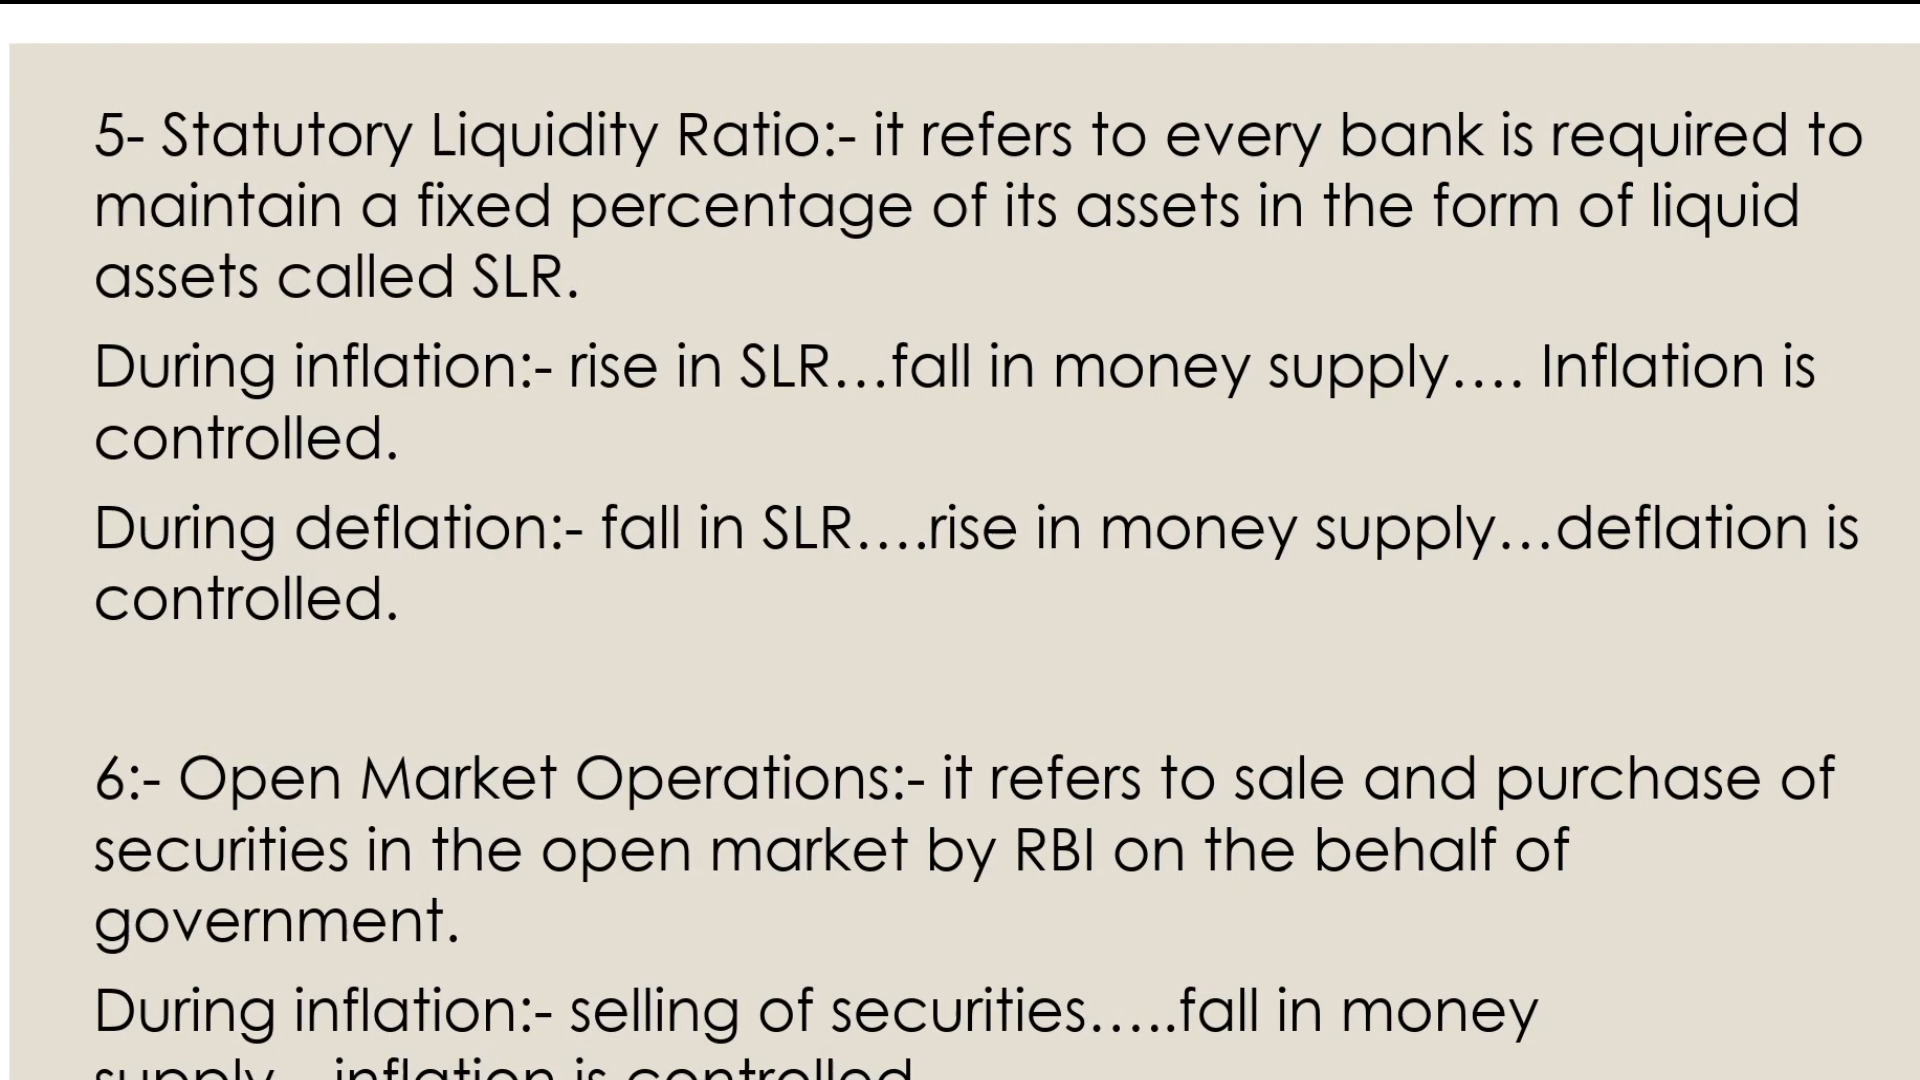 5- Statutory Liquidity Ratio:- it refers to every bank is required to
maintain a fixed percentage of its assets in the form of liquid
assets called SLR.
During inflation:- rise in SLR...fall in money supply.... Inflation is
controlled.
During deflation:- fall in SLR....rise in money supply...deflation is
controlled.
6:- Open Market Operations:- it refers to sale and purchase of
securities in the open market by RBI on the behalf of
government.
During inflation:- selling of securities.....fall in money
supply...inflation is controlled